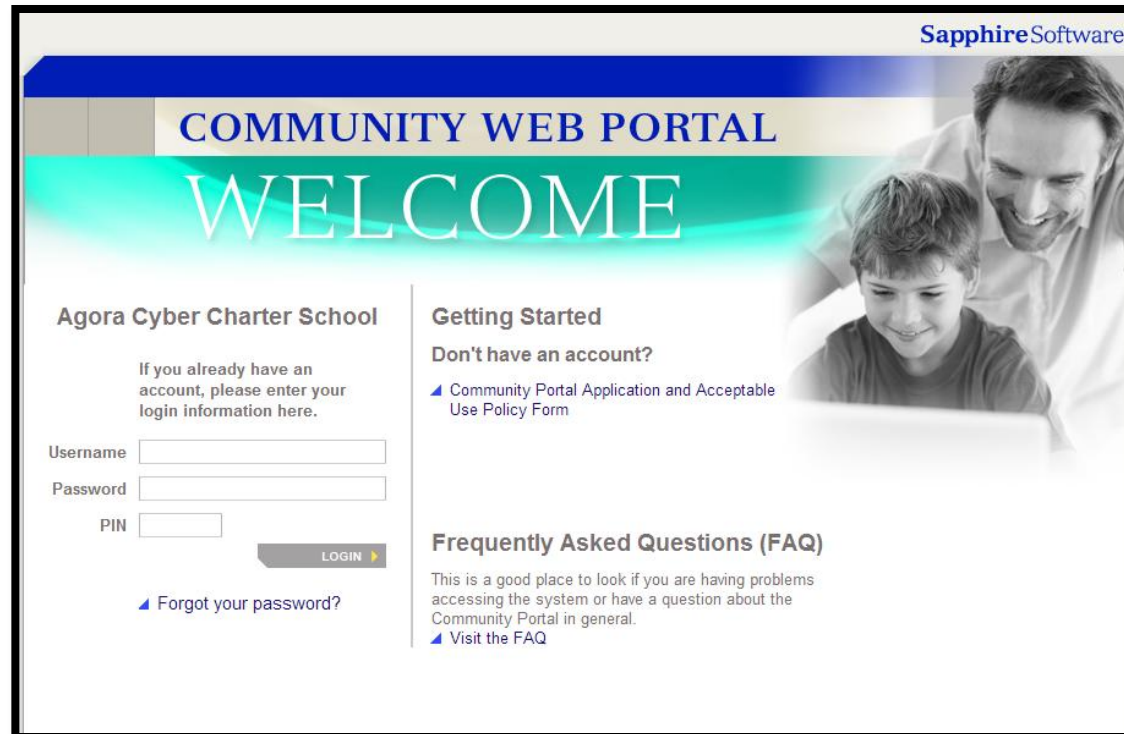 SapphireSoftware
COMMUNITY WEB PORTAL
WELCOME
Agora Cyber Charter School
If you already have an
account, please enter your
login information here.
Username
Password
PIN
LOGIN
Forgot your password?
Getting Started
Don't have an account?
Community Portal Application and Acceptable
Use Policy Form
Frequently Asked Questions (FAQ)
This is a good place to look if you are having problems
accessing the system or have a question about the
Community Portal in general.
Visit the FAQ